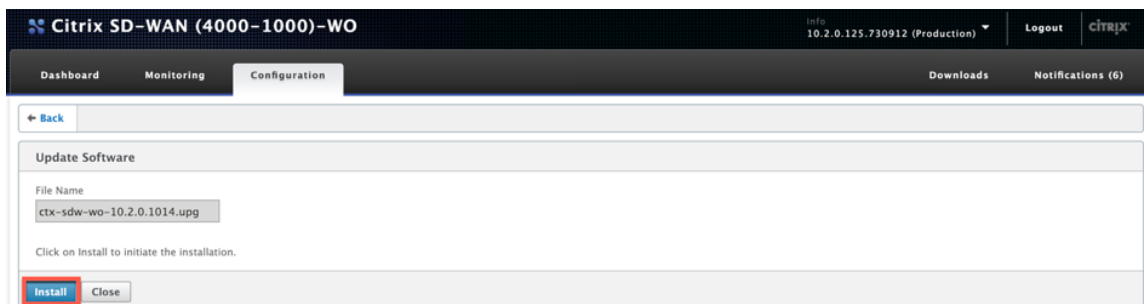 Citrix SD-WAN (4000-1000)-WO
Info
10.2.0.125.730912 (Production)
Logout
CITRIX
Dashboard Monitoring Configuration Downloads Notifications (6)
← Back
Update Software
File Name
ctx-sdw-wo-10.2.0.1014.upg
Click on Install to initiate the installation.
Install Close